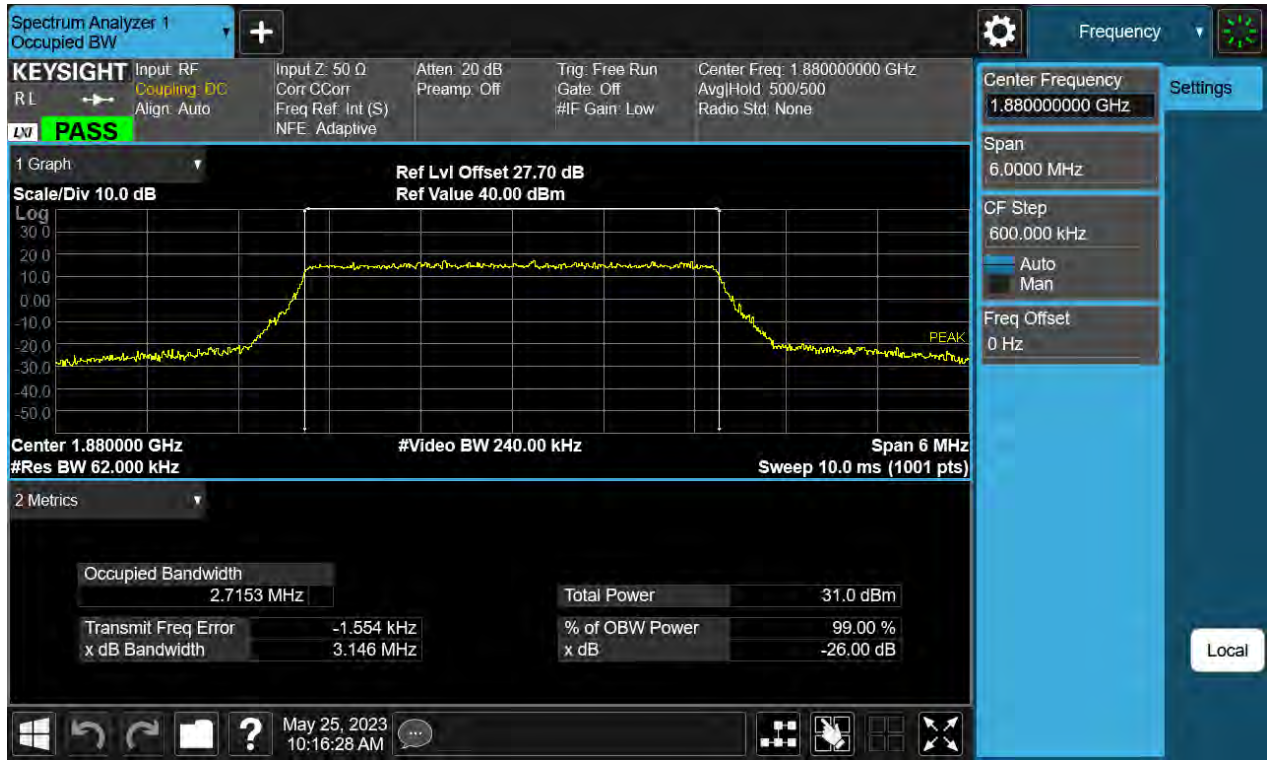 Spectrum Analyzer 1
Occupied BW
+
Frequency
KEYSIGHT
RL
LXI
PASS
Input: RF
Coupling: DC
Align: Auto
Input Z: 50 Ω
Corr CCorr
Freq Ref: Int (S)
NFE: Adaptive
Atten: 20 dB
Preamp: Off
Trig: Free Run
Gate: Off
#IF Gain: Low
Center Freq: 1.880000000 GHz
Avg|Hold: 500/500
Radio Std: None
Center Frequency
1.880000000 GHz
Settings
Span
6.0000 MHz
CF Step
600.000 kHz
Auto
Man
Freq Offset
0 Hz
1 Graph
Scale/Div 10.0 dB
Ref Lvl Offset 27.70 dB
Ref Value 40.00 dBm
Log
30.0
20.0
10.0
0.00
-10.0
-20.0
-30.0
-40.0
-50.0
PEAK
Center 1.880000 GHz
#Video BW 240.00 kHz
Span 6 MHz
#Res BW 62.000 kHz
Sweep 10.0 ms (1001 pts)
2 Metrics
Occupied Bandwidth
2.7153 MHz
Total Power 31.0 dBm
Transmit Freq Error -1.554 kHz
% of OBW Power 99.00 %
x dB Bandwidth 3.146 MHz
x dB -26.00 dB
Local
?
May 25, 2023
10:16:28 AM